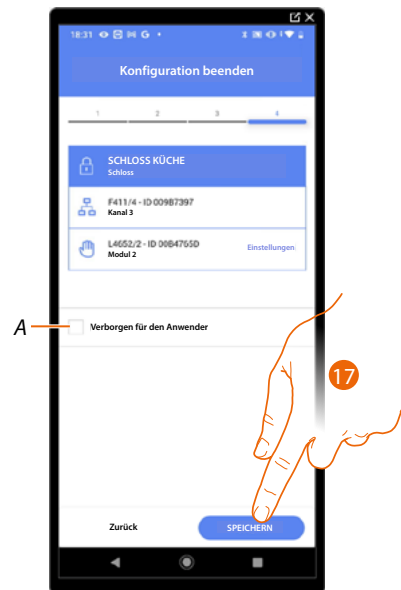 18:31 G
Konfiguration beenden
1 2 3 4
SCHLOSS KÜCHE
Schloss
F411/4 - ID 00987397
Kanal 3
L4652/2 - ID 00B4765D
Modul 2
Einstellungen
A
Verborgen für den Anwender
17
Zurück
SPEICHERN